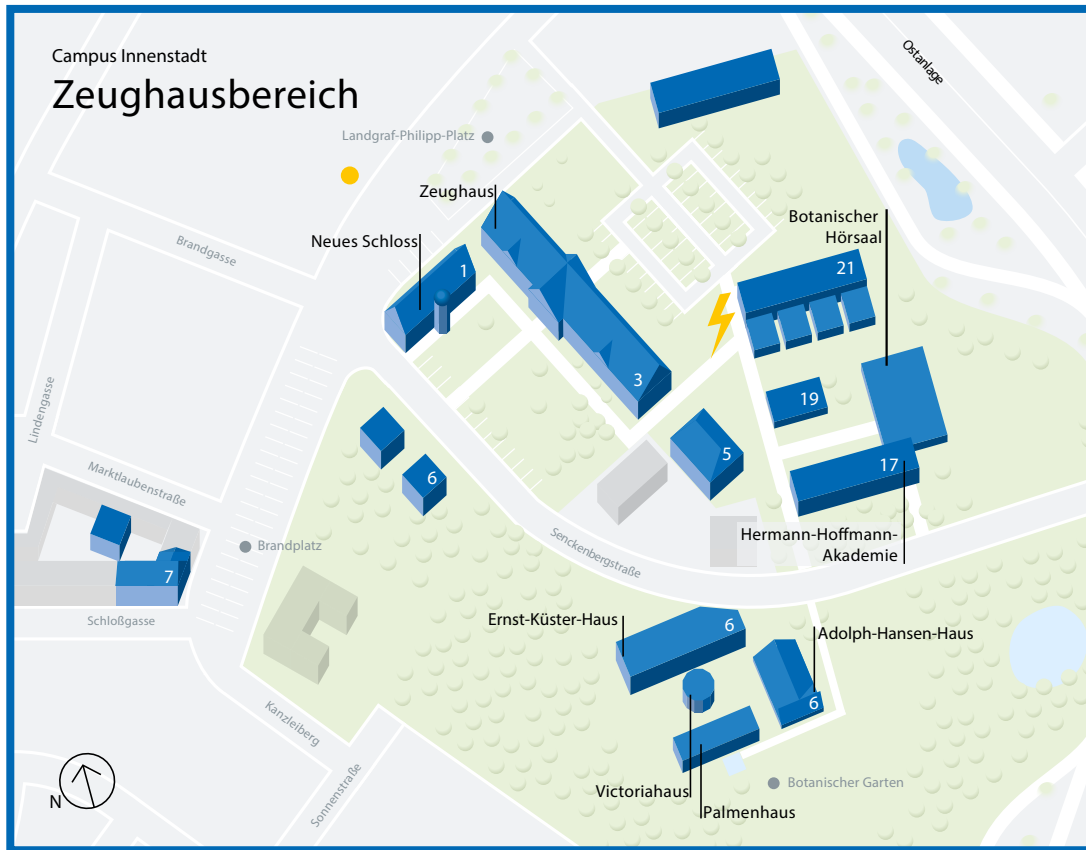 Campus Innenstadt
Zeughausbereich
Ostanlage
Landgraf-Philipp-Platz
Zeughaus
Botanischer
Hörsaal
Neues Schloss
Brandgasse
1
21
3
19
Lindengasse
5
6
17
Marktlaubenstraße
Brandplatz
Senckenbergstraße
Hermann-Hoffmann-
Akademie
7
Schloßgasse
Ernst-Küster-Haus
6
Adolph-Hansen-Haus
6
Kanzleiberg
Sonnenstraße
Victoriahaus
Palmenhaus
Botanischer Garten
N